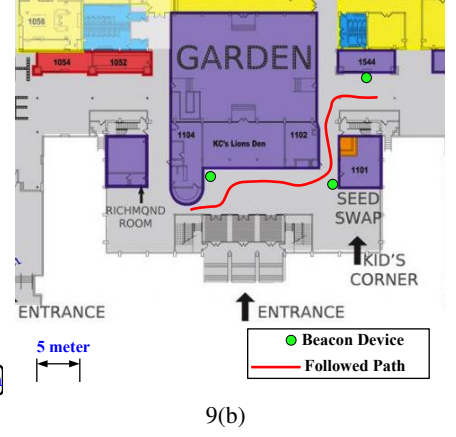 1056
1054
1052
GARDEN
1544
1104
KC's Lions Den
1102
1101
RICHMOND
ROOM
SEED
SWAP
KID'S
CORNER
ENTRANCE
ENTRANCE
5 meter
Beacon Device
Followed Path
9(b)